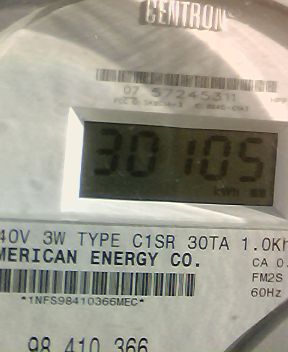 CENTRON
07 57245311
30105
kWh
40V 3W TYPE C1SR 30TA 1.0Kh
MERICAN ENERGY CO.
CA 0.
FM2S
*1NFS98410366MEC*
60Hz
98 410 366